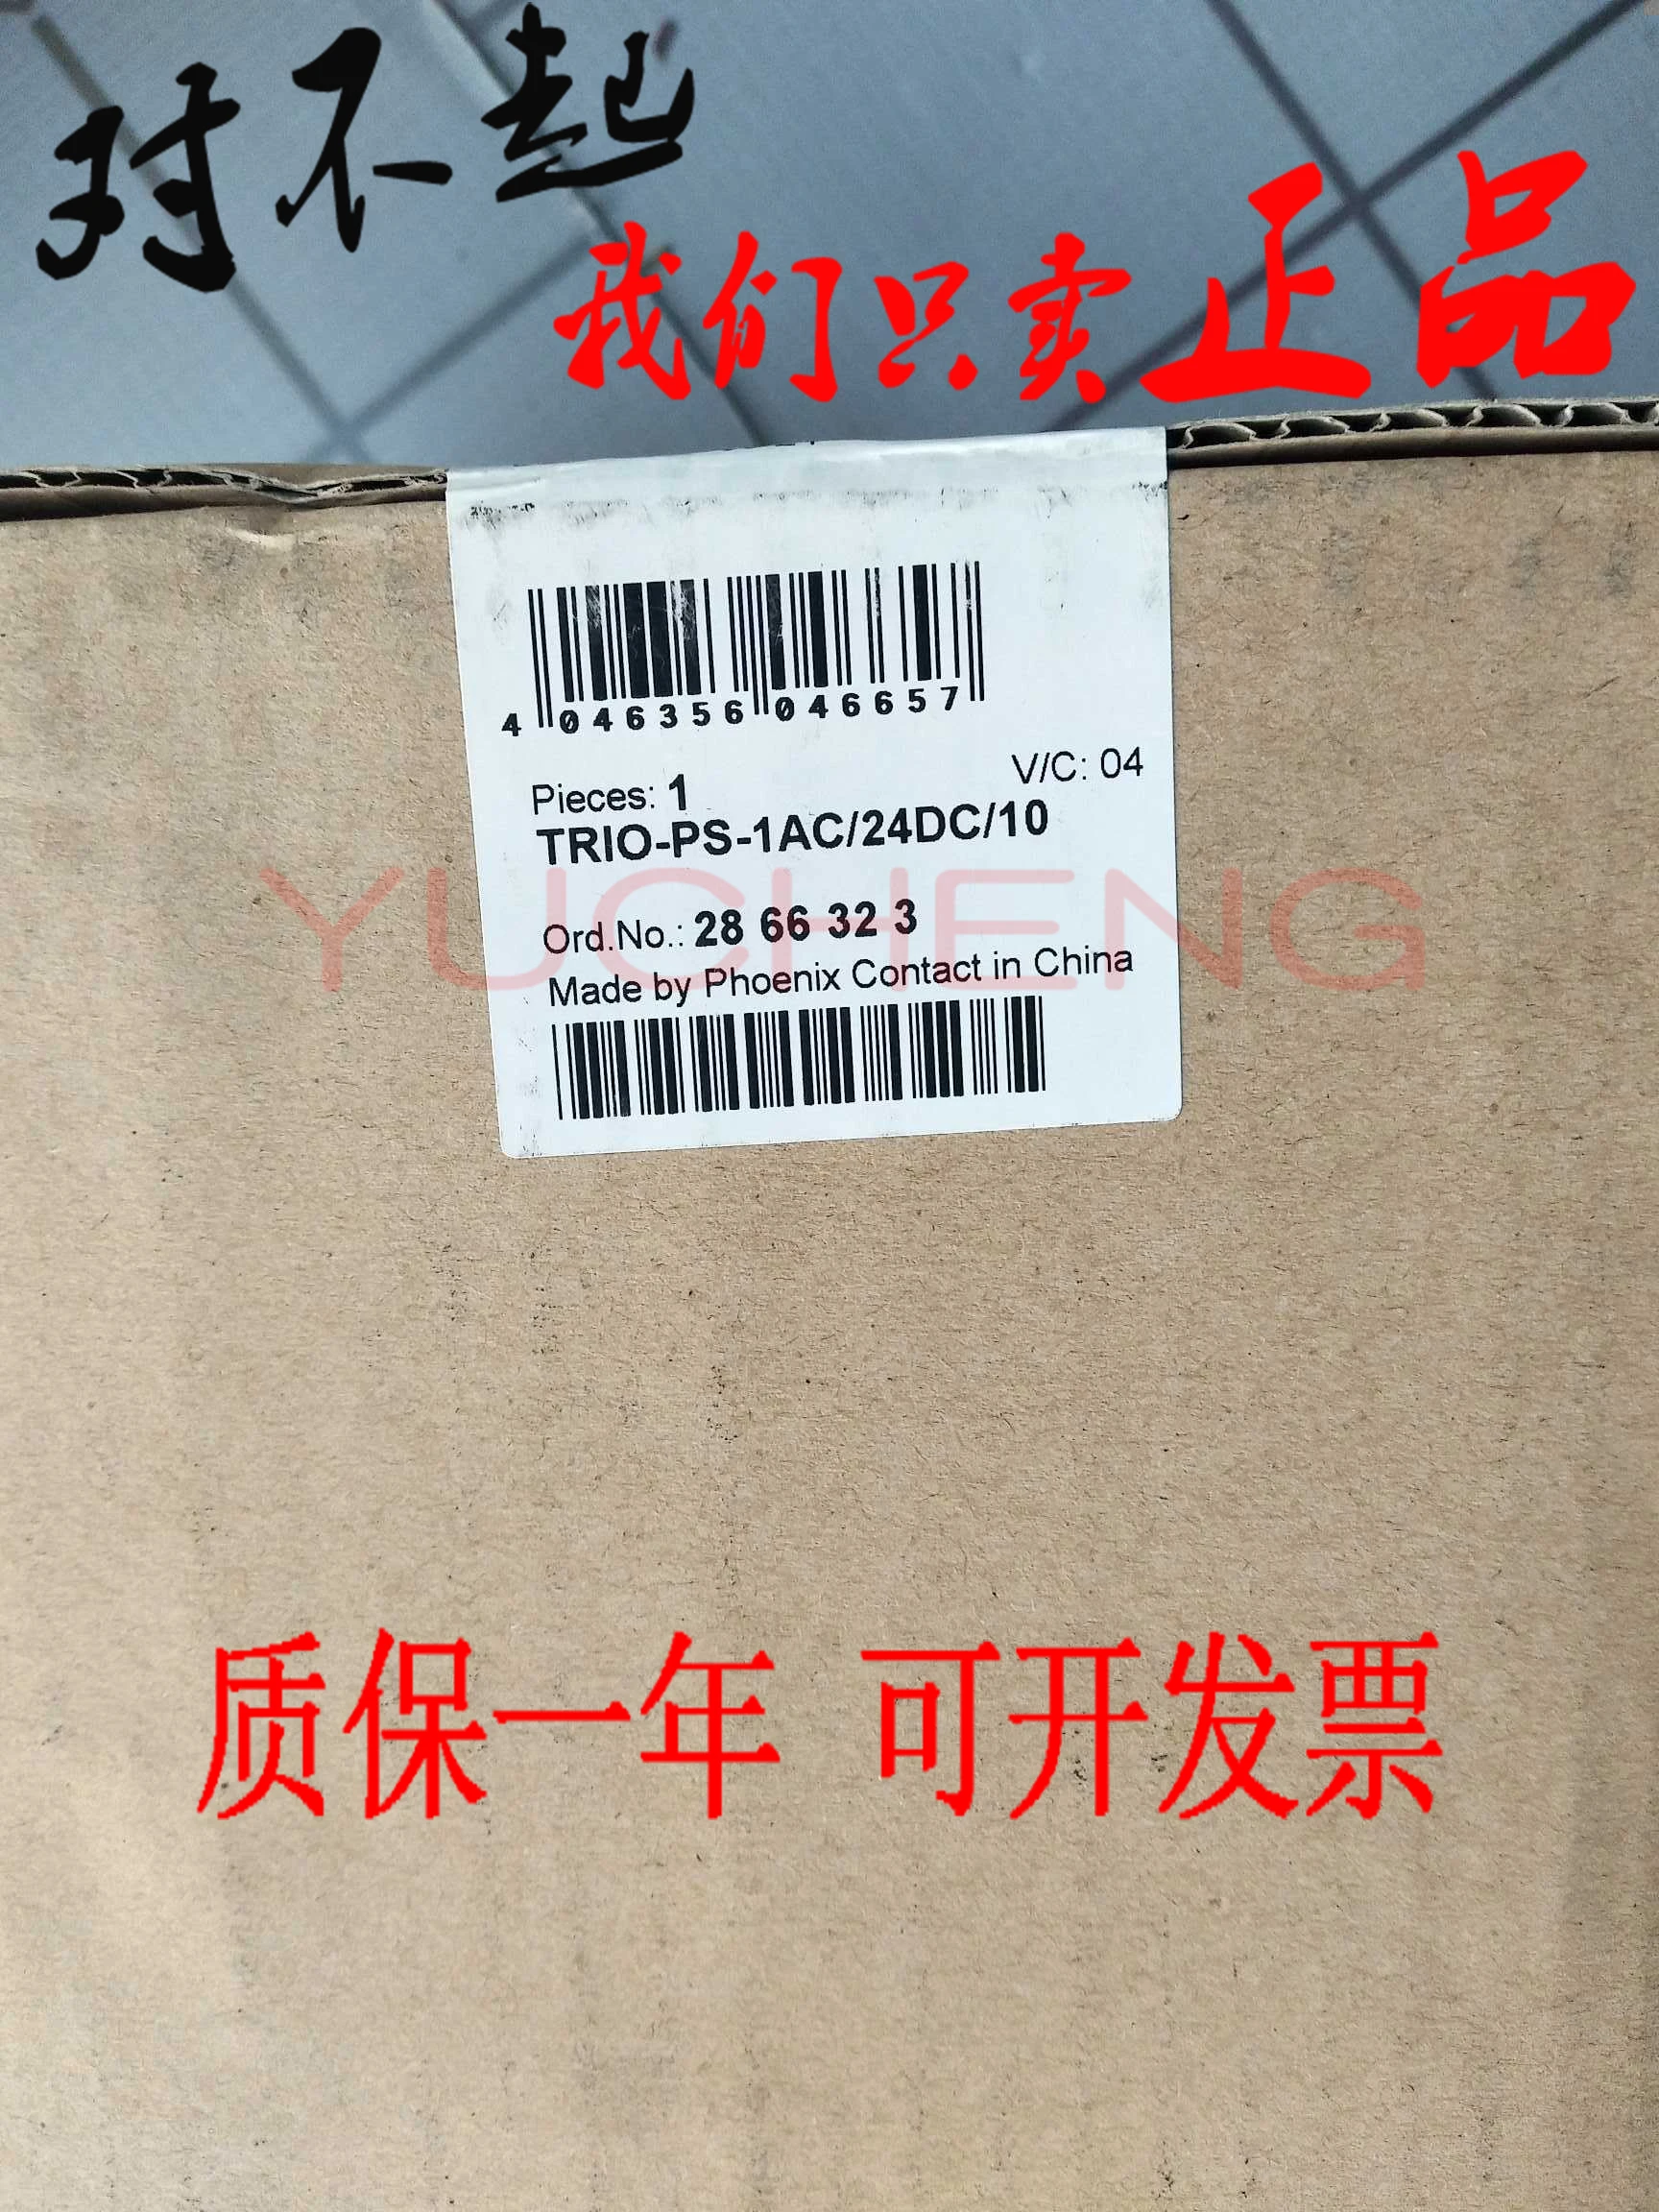 对不起
我们只卖正品
4 046356 046657
V/C: 04
Pieces: 1
TRIO-PS-1AC/24DC/10
YUCHENG
Ord.No.: 28 66 32 3
Made by Phoenix Contact in China
质保一年 可开发票